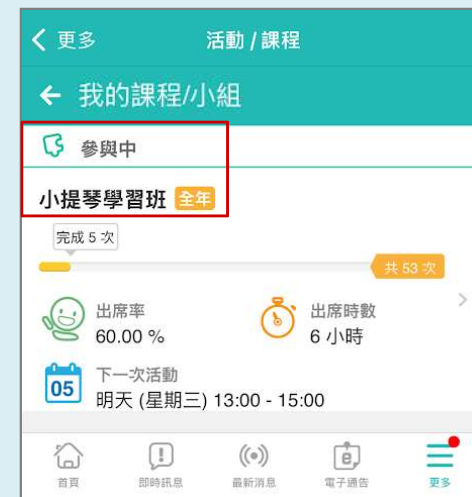 更多
活動 / 課程
我的課程/小組
參與中
小提琴學習班 全年
完成 5 次
共 53 次
出席率
60.00 %
出席時數
6 小時
05
下一次活動
明天 (星期三) 13:00 - 15:00
首頁
即時訊息
最新消息
電子通告
更多